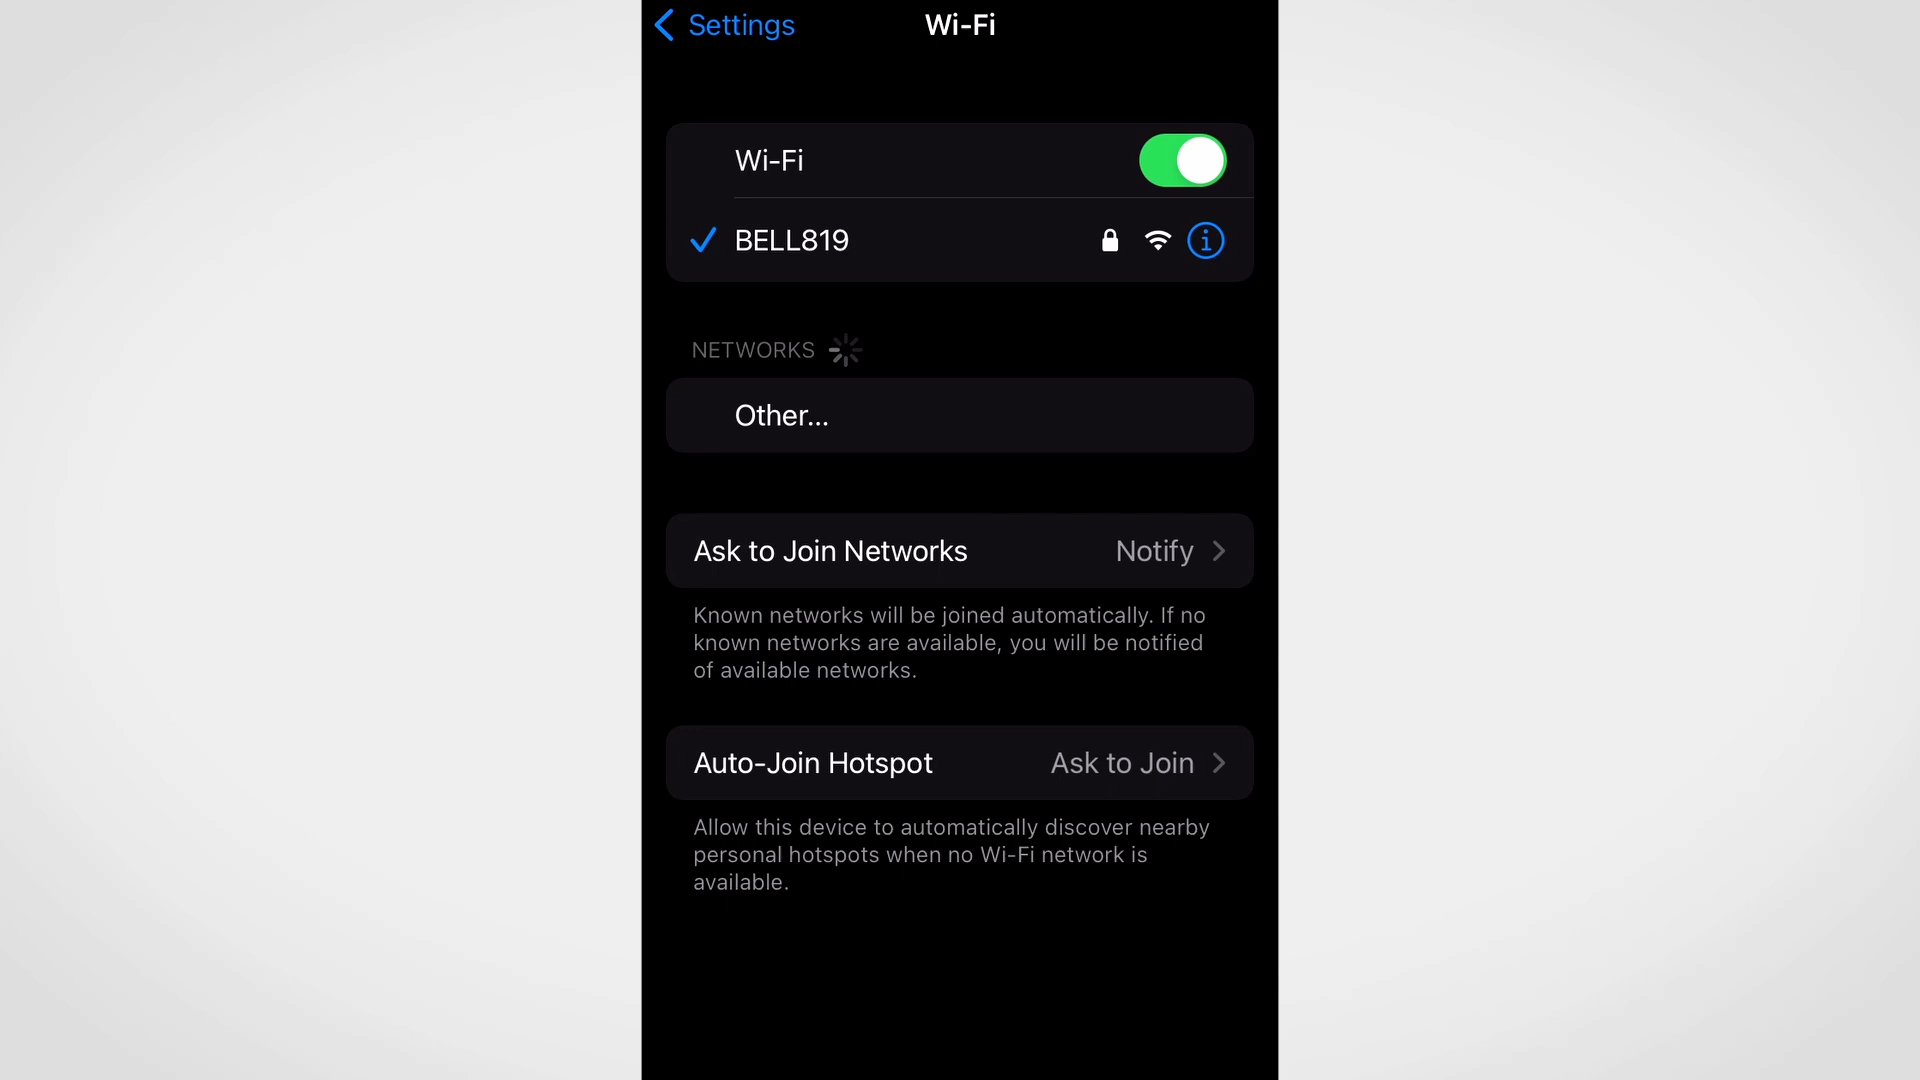 Settings
Wi-Fi
Wi-Fi
BELL819
NETWORKS
Other...
Ask to Join Networks Notify
Known networks will be joined automatically. If no
known networks are available, you will be notified
of available networks.
Auto-Join Hotspot Ask to Join
Allow this device to automatically discover nearby
personal hotspots when no Wi-Fi network is
available.